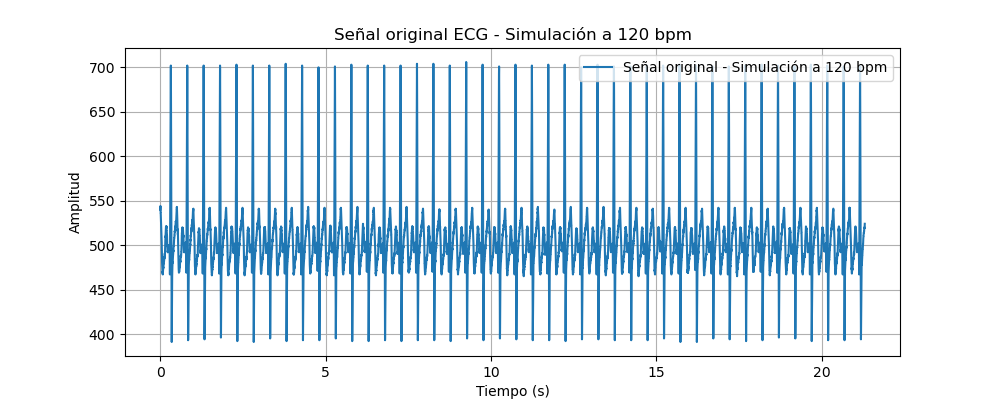 Señal original ECG - Simulación a 120 bpm
Señal original - Simulación a 120 bpm
Amplitud
700
650
600
550
500
450
400
0 5 10 15 20
Tiempo (s)